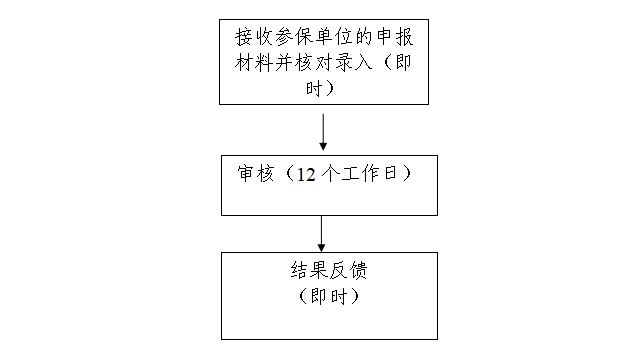 接收参保单位的申报
材料并核对录入（即
时）
审核（12个工作日）
结果反馈
（即时）